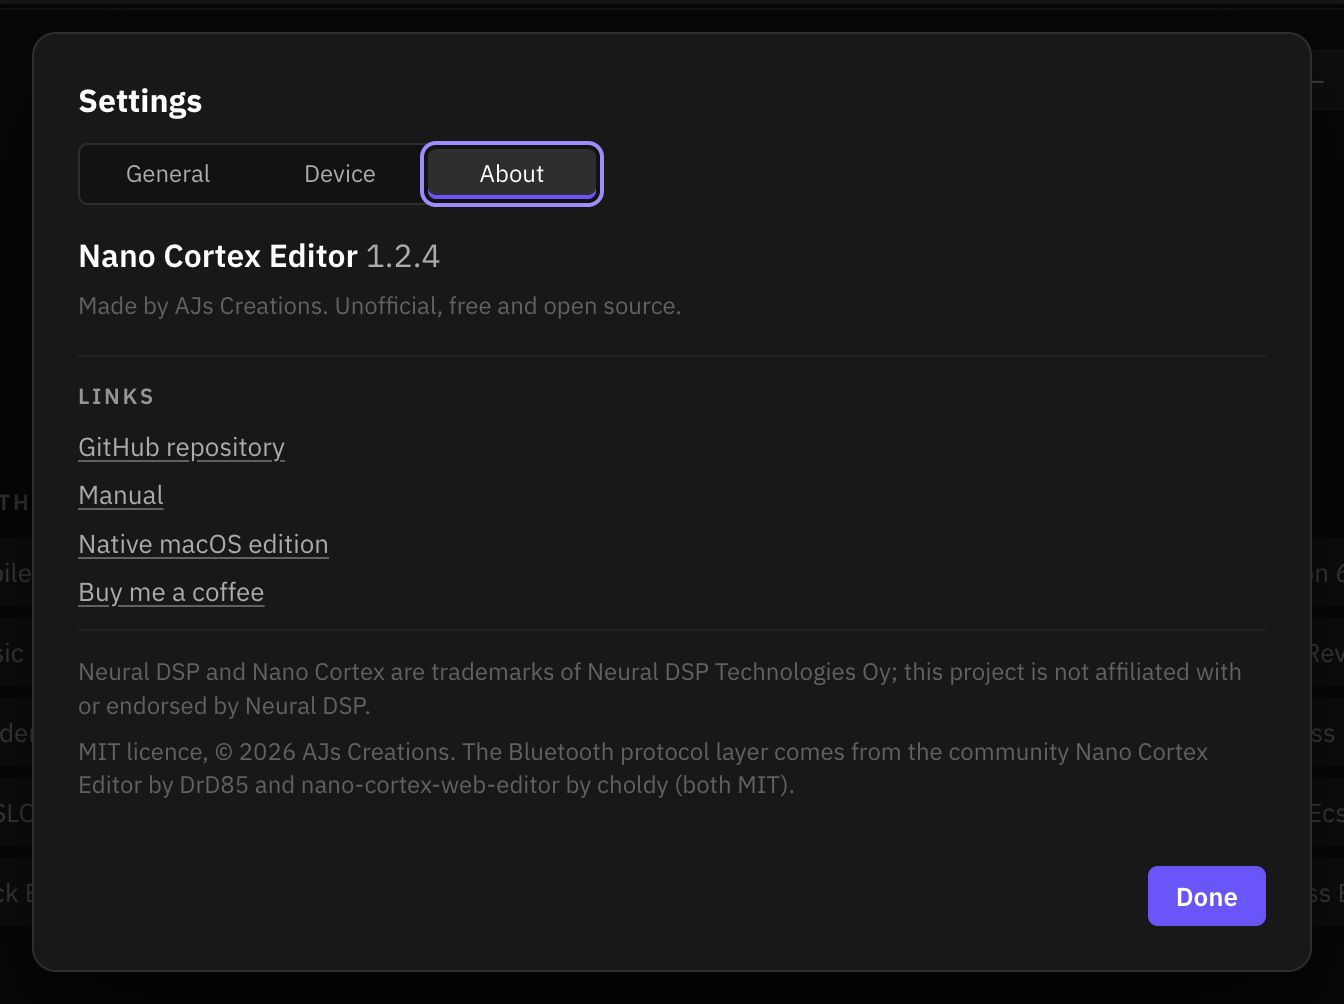 Settings
General Device About
Nano Cortex Editor 1.2.4
Made by AJs Creations. Unofficial, free and open source.
LINKS
GitHub repository
Manual
Native macOS edition
Buy me a coffee
Neural DSP and Nano Cortex are trademarks of Neural DSP Technologies Oy; this project is not affiliated with
or endorsed by Neural DSP.
MIT licence, © 2026 AJs Creations. The Bluetooth protocol layer comes from the community Nano Cortex
Editor by DrD85 and nano-cortex-web-editor by choldy (both MIT).
Done